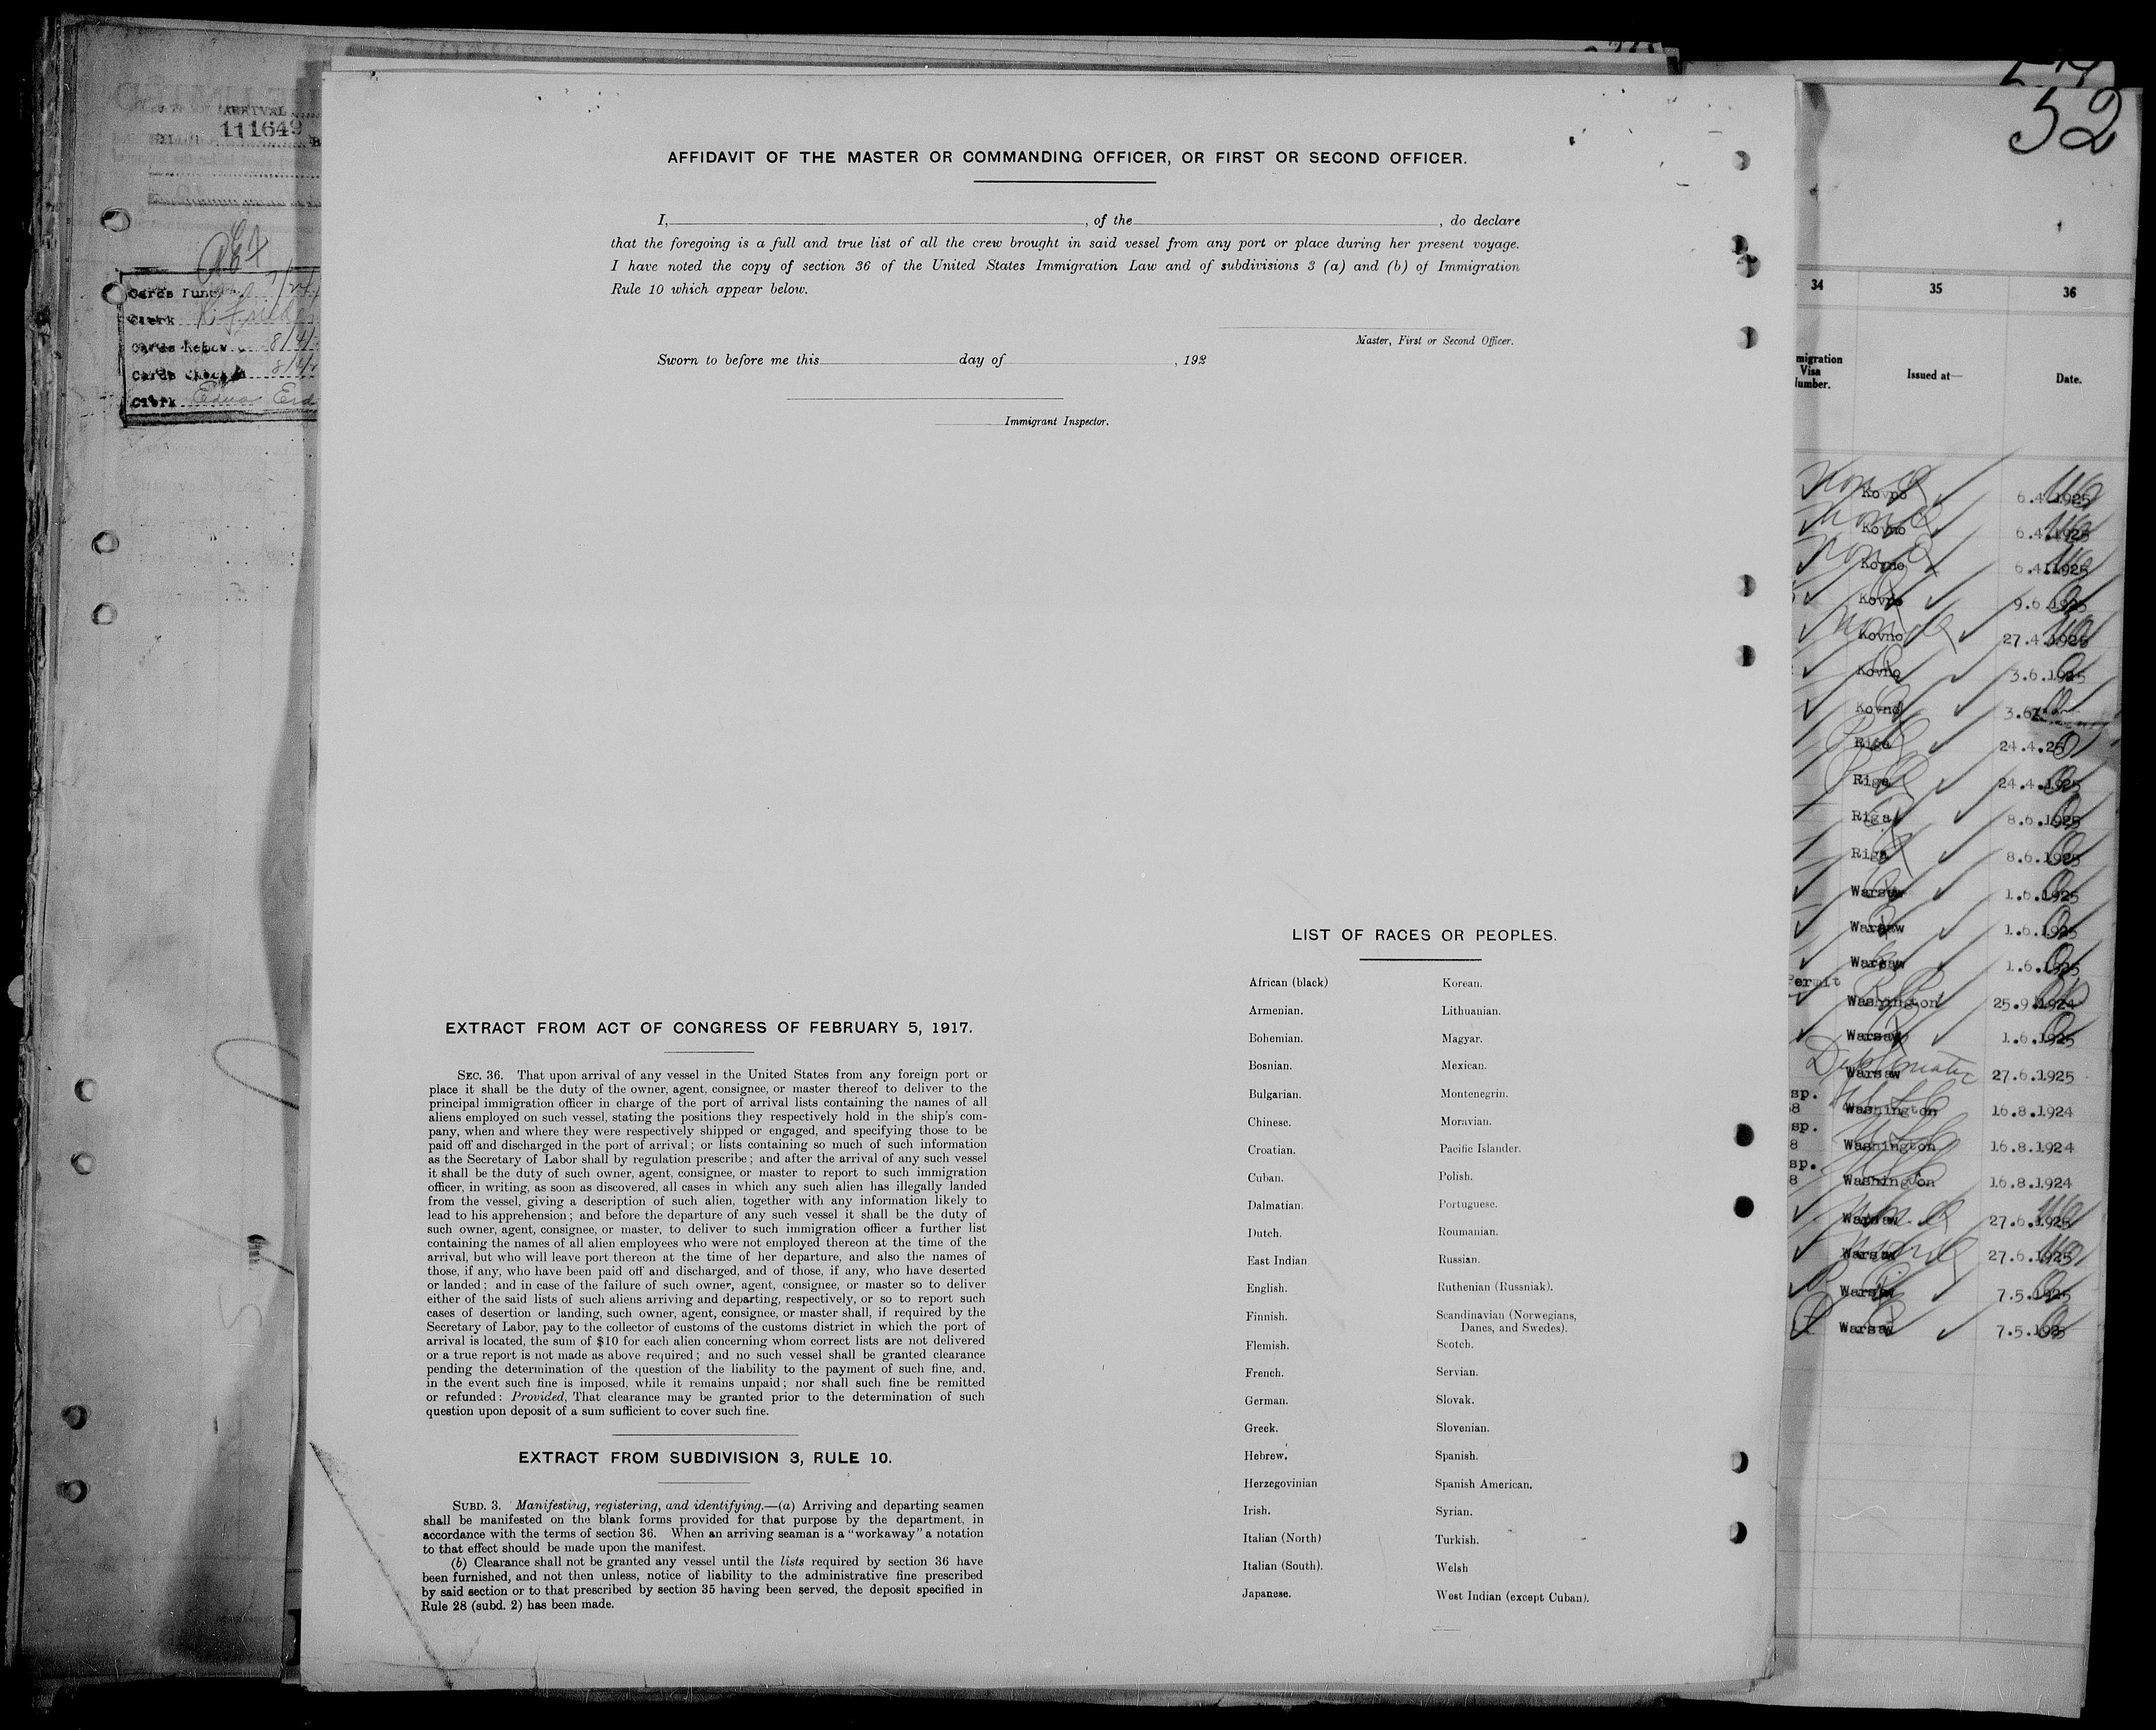 ARRIVAL
111649
Cards
Clerk
Cards
8/4/
Cards
Clerk Edna
AFFIDAVIT OF THE MASTER OR COMMANDING OFFICER, OR FIRST OR SECOND OFFICER.
I, , of the , do declare
that the foregoing is a full and true list of all the crew brought in said vessel from any port or place during her present voyage.
I have noted the copy of section 36 of the United States Immigration Law and of subdivisions 3 (a) and (b) of Immigration
Rule 10 which appear below.
Master, First or Second Officer.
Sworn to before me this day of , 192
Immigrant Inspector.
EXTRACT FROM ACT OF CONGRESS OF FEBRUARY 5, 1917.
SEC. 36. That upon arrival of any vessel in the United States from any foreign port or
place it shall be the duty of the owner, agent, consignee, or master thereof to deliver to the
principal immigration officer in charge of the port of arrival lists containing the names of all
aliens employed on such vessel, stating the positions they respectively hold in the ship's com-
pany, when and where they were respectively shipped or engaged, and specifying those to be
paid off and discharged in the port of arrival; or lists containing so much of such information
as the Secretary of Labor shall by regulation prescribe; and after the arrival of any such vessel
it shall be the duty of such owner, agent, consignee, or master to report to such immigration
officer, in writing, as soon as discovered, all cases in which any such alien has illegally landed
from the vessel, giving a description of such alien, together with any information likely to
lead to his apprehension; and before the departure of any such vessel it shall be the duty of
such owner, agent, consignee, or master, to deliver to such immigration officer a further list
containing the names of all alien employees who were not employed thereon at the time of the
arrival, but who will leave port thereon at the time of her departure, and also the names of
those, if any, who have been paid off and discharged, and of those, if any, who have deserted
or landed; and in case of the failure of such owner, agent, consignee, or master so to deliver
either of the said lists of such aliens arriving and departing, respectively, or so to report such
cases of desertion or landing, such owner, agent, consignee, or master shall, if required by the
Secretary of Labor, pay to the collector of customs of the customs district in which the port of
arrival is located, the sum of $10 for each alien concerning whom correct lists are not delivered
or a true report is not made as above required; and no such vessel shall be granted clearance
pending the determination of the question of the liability to the payment of such fine, and,
in the event such fine is imposed, while it remains unpaid; nor shall such fine be remitted
or refunded: Provided, That clearance may be granted prior to the determination of such
question upon deposit of a sum sufficient to cover such fine.
EXTRACT FROM SUBDIVISION 3, RULE 10.
SUBD. 3. Manifesting, registering, and identifying.—(a) Arriving and departing seamen
shall be manifested on the blank forms provided for that purpose by the department, in
accordance with the terms of section 36. When an arriving seaman is a "workaway" a notation
to that effect should be made upon the manifest.
(b) Clearance shall not be granted any vessel until the lists required by section 36 have
been furnished, and not then unless, notice of liability to the administrative fine prescribed
by said section or to that prescribed by section 35 having been served, the deposit specified in
Rule 28 (subd. 2) has been made.
LIST OF RACES OR PEOPLES.
African (black)
Armenian.
Bohemian.
Bosnian.
Bulgarian.
Chinese.
Croatian.
Cuban.
Dalmatian.
Dutch.
East Indian
English.
Finnish.
Flemish.
French.
German.
Greek.
Hebrew.
Herzegovinian
Irish.
Italian (North)
Italian (South).
Japanese.
Korean.
Lithuanian.
Magyar.
Mexican.
Montenegrin.
Moravian.
Pacific Islander.
Polish.
Portuguese.
Roumanian.
Russian.
Ruthenian (Russniak).
Scandinavian (Norwegians,
Danes, and Swedes).
Scotch.
Servian.
Slovak.
Slovenian.
Spanish.
Spanish American.
Syrian.
Turkish.
Welsh
West Indian (except Cuban).
52
34 35 36
migration
Visa
Number.
Issued at—
Date.
Kovno 6.4.1925
Kovno 6.4.1925
Kovno 6.4.1925
Kovno 9.6.1925
Kovno 27.4.1925
Kovno 3.6.1925
Kovno 3.6
Riga 24.4.25
Riga 24.4.1925
Riga 8.6.1925
Riga 8.6.1925
Warsaw 1.6.1925
Warsaw 1.6.1925
Warsaw 1.6.1925
Permit
Washington 25.9.1924
Warsaw 1.6.1925
Diplomatic
Warsaw 27.6.1925
sp.
8 Washington 16.8.1924
sp.
8 Washington 16.8.1924
sp.
8 Washington 16.8.1924
Warsaw 27.6.1925
Warsaw 27.6.1925
Warsaw 7.5.1925
Warsaw 7.5.1925